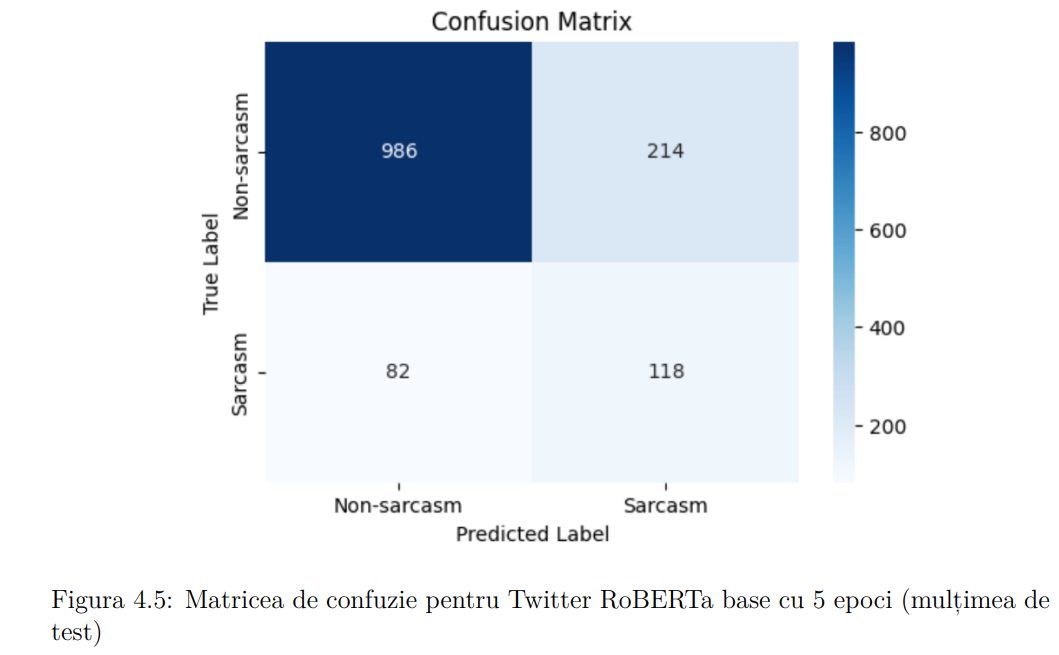 Confusion Matrix
Non-sarcasm
986
214
800
600
True Label
400
Sarcasm
82
118
200
Non-sarcasm
Sarcasm
Predicted Label
Figura 4.5: Matricea de confuzie pentru Twitter RoBERTa base cu 5 epoci (mulțimea de
test)